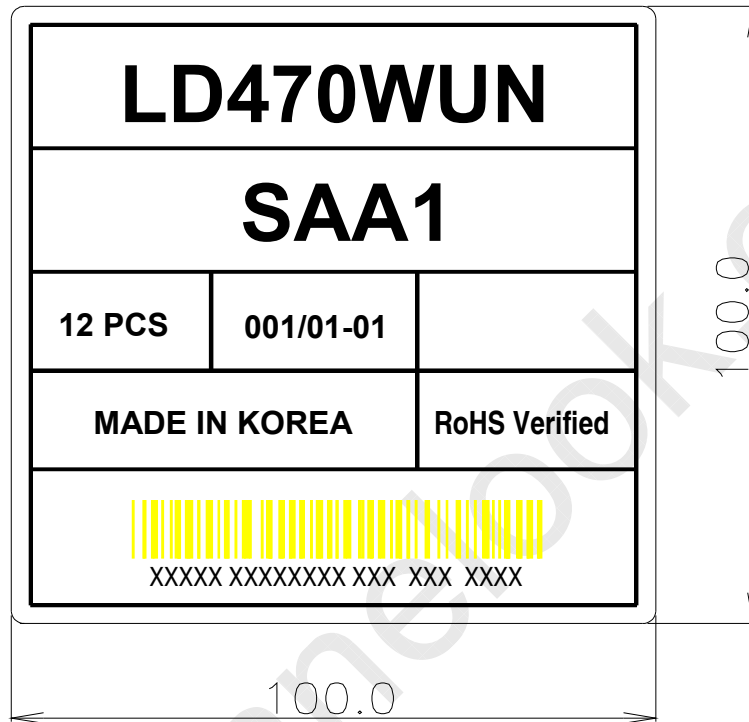 LD470WUN
SAA1
12 PCS 001/01-01
MADE IN KOREA RoHS Verified
XXXXX XXXXXXXX XXX XXX XXXX
100.0
100.0